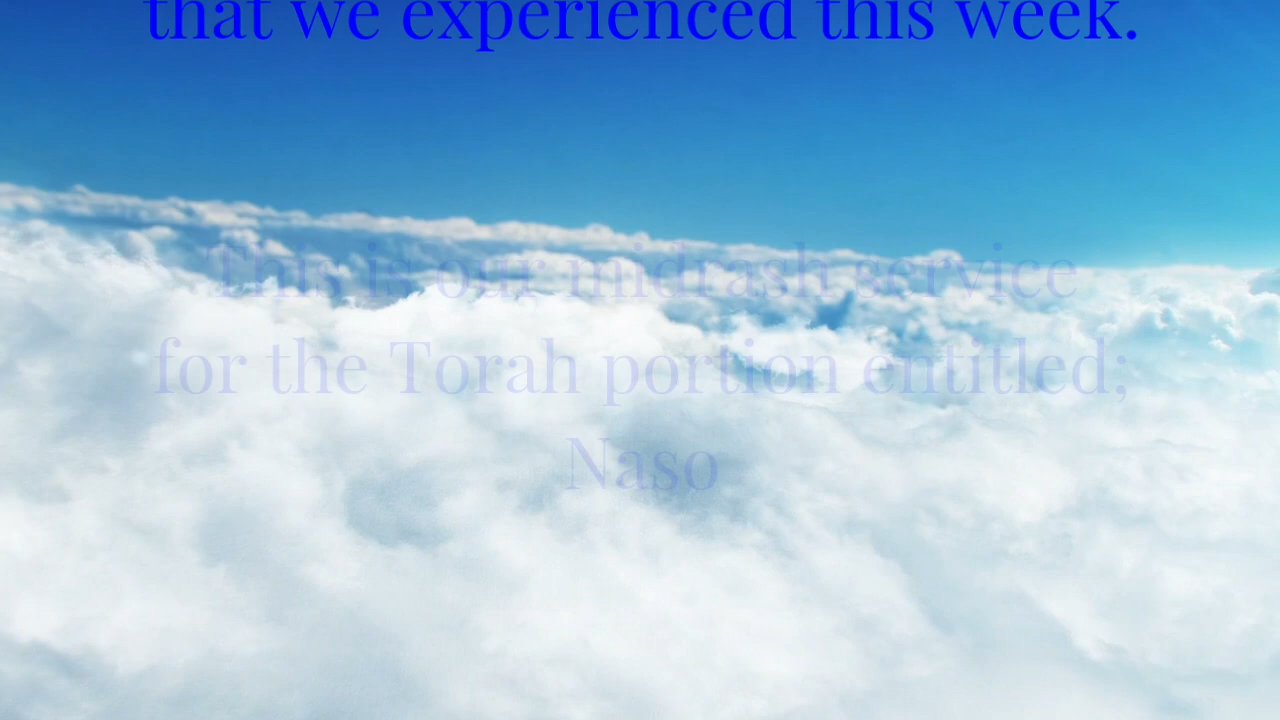 that we experienced this week.
This is our midrash service
for the Torah portion entitled;
Naso